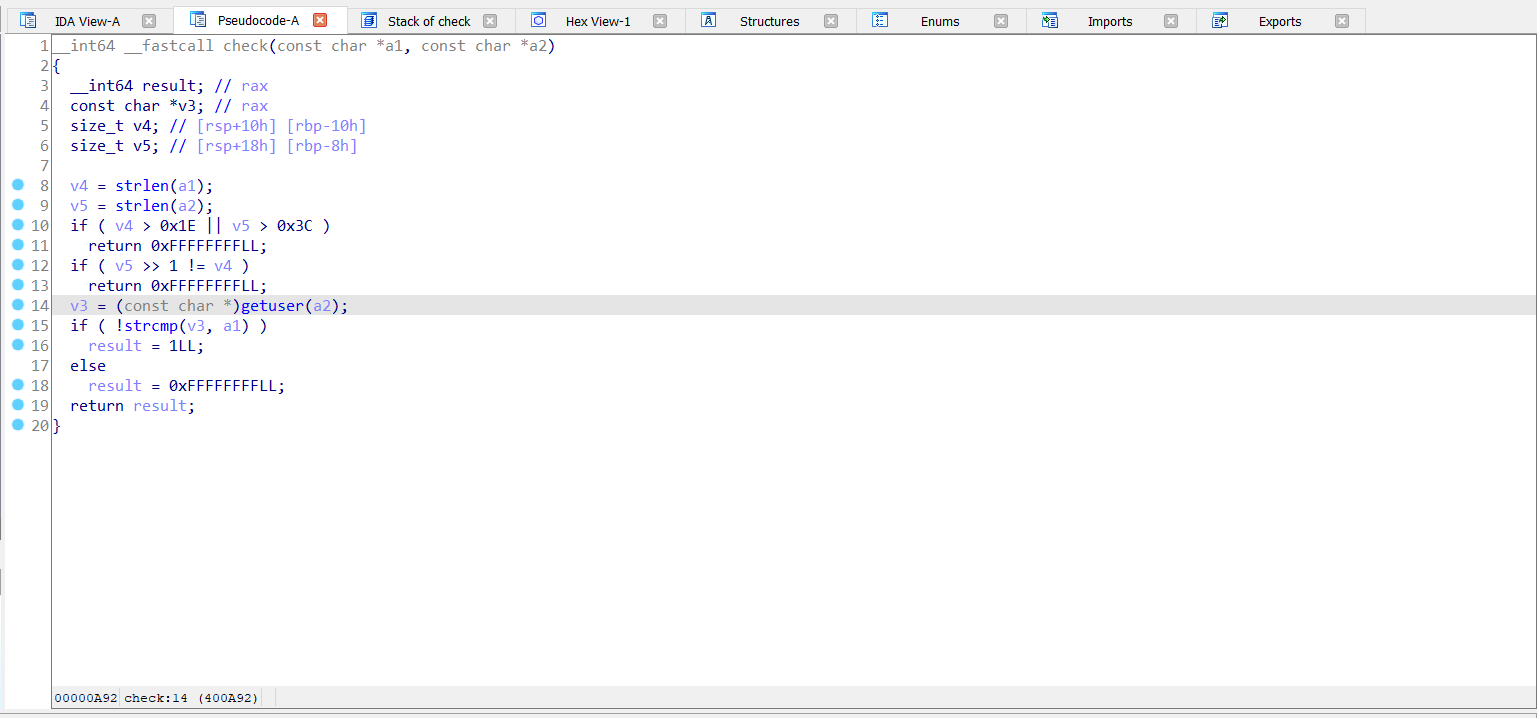 IDA View-A Pseudocode-A Stack of check Hex View-1 Structures Enums Imports Exports
1 __int64 __fastcall check(const char *a1, const char *a2)
2 {
3   __int64 result; // rax
4   const char *v3; // rax
5   size_t v4; // [rsp+10h] [rbp-10h]
6   size_t v5; // [rsp+18h] [rbp-8h]
7
8   v4 = strlen(a1);
9   v5 = strlen(a2);
10   if ( v4 > 0x1E || v5 > 0x3C )
11     return 0xFFFFFFFFLL;
12   if ( v5 >> 1 != v4 )
13     return 0xFFFFFFFFLL;
14   v3 = (const char *)getuser(a2);
15   if ( !strcmp(v3, a1) )
16     result = 1LL;
17   else
18     result = 0xFFFFFFFFLL;
19   return result;
20 }
00000A92 check:14 (400A92)